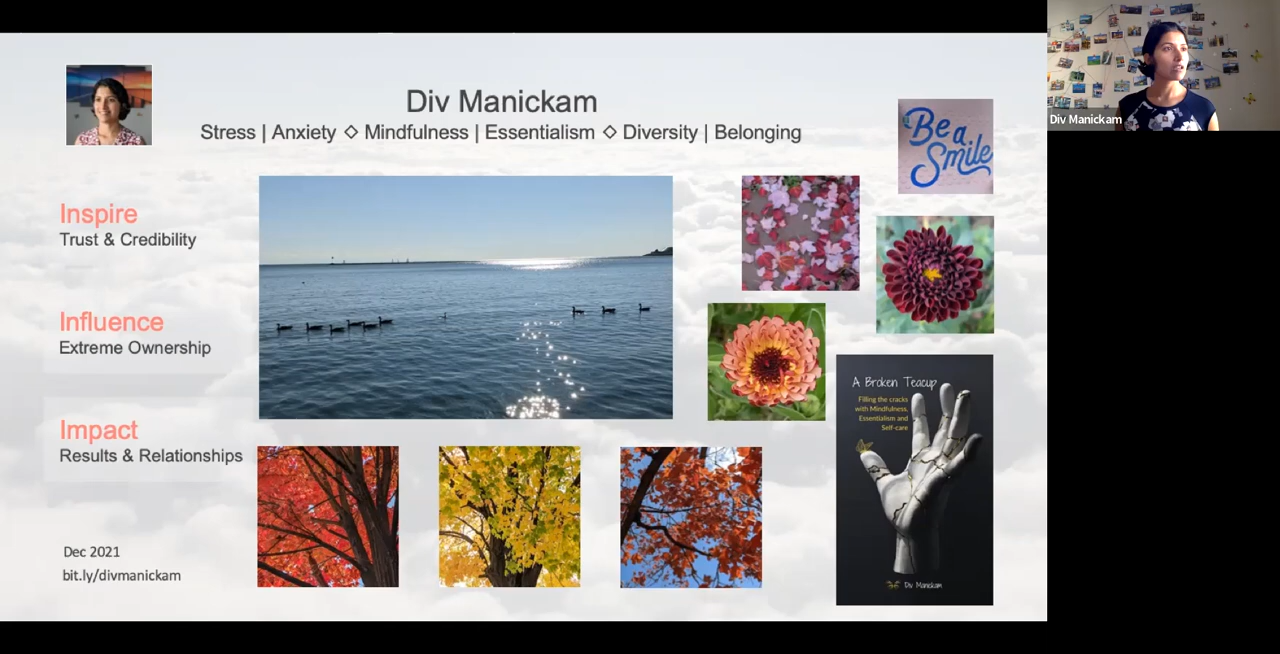 Div Manickam
Stress | Anxiety ◇ Mindfulness | Essentialism ◇ Diversity | Belonging
Be a
Smile
Inspire
Trust & Credibility
Influence
Extreme Ownership
Impact
Results & Relationships
Dec 2021
bit.ly/divmanickam
A Broken Teacup
Filling the cracks
with Mindfulness,
Essentialism and
Self-care
Div Manickam
Div Manickam